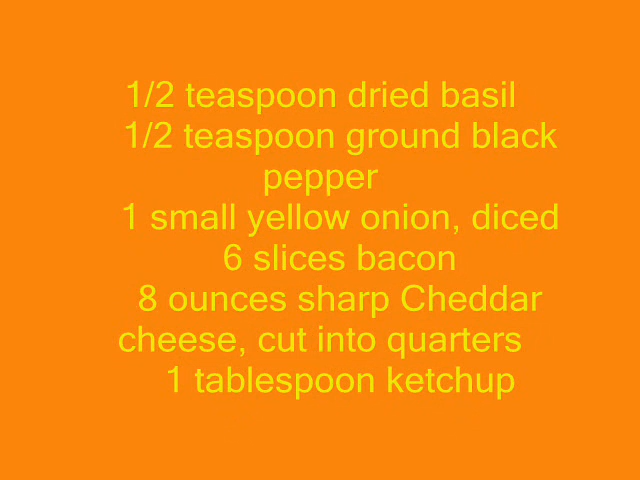 1/2 teaspoon dried basil
1/2 teaspoon ground black
pepper
1 small yellow onion, diced
6 slices bacon
8 ounces sharp Cheddar
cheese, cut into quarters
1 tablespoon ketchup